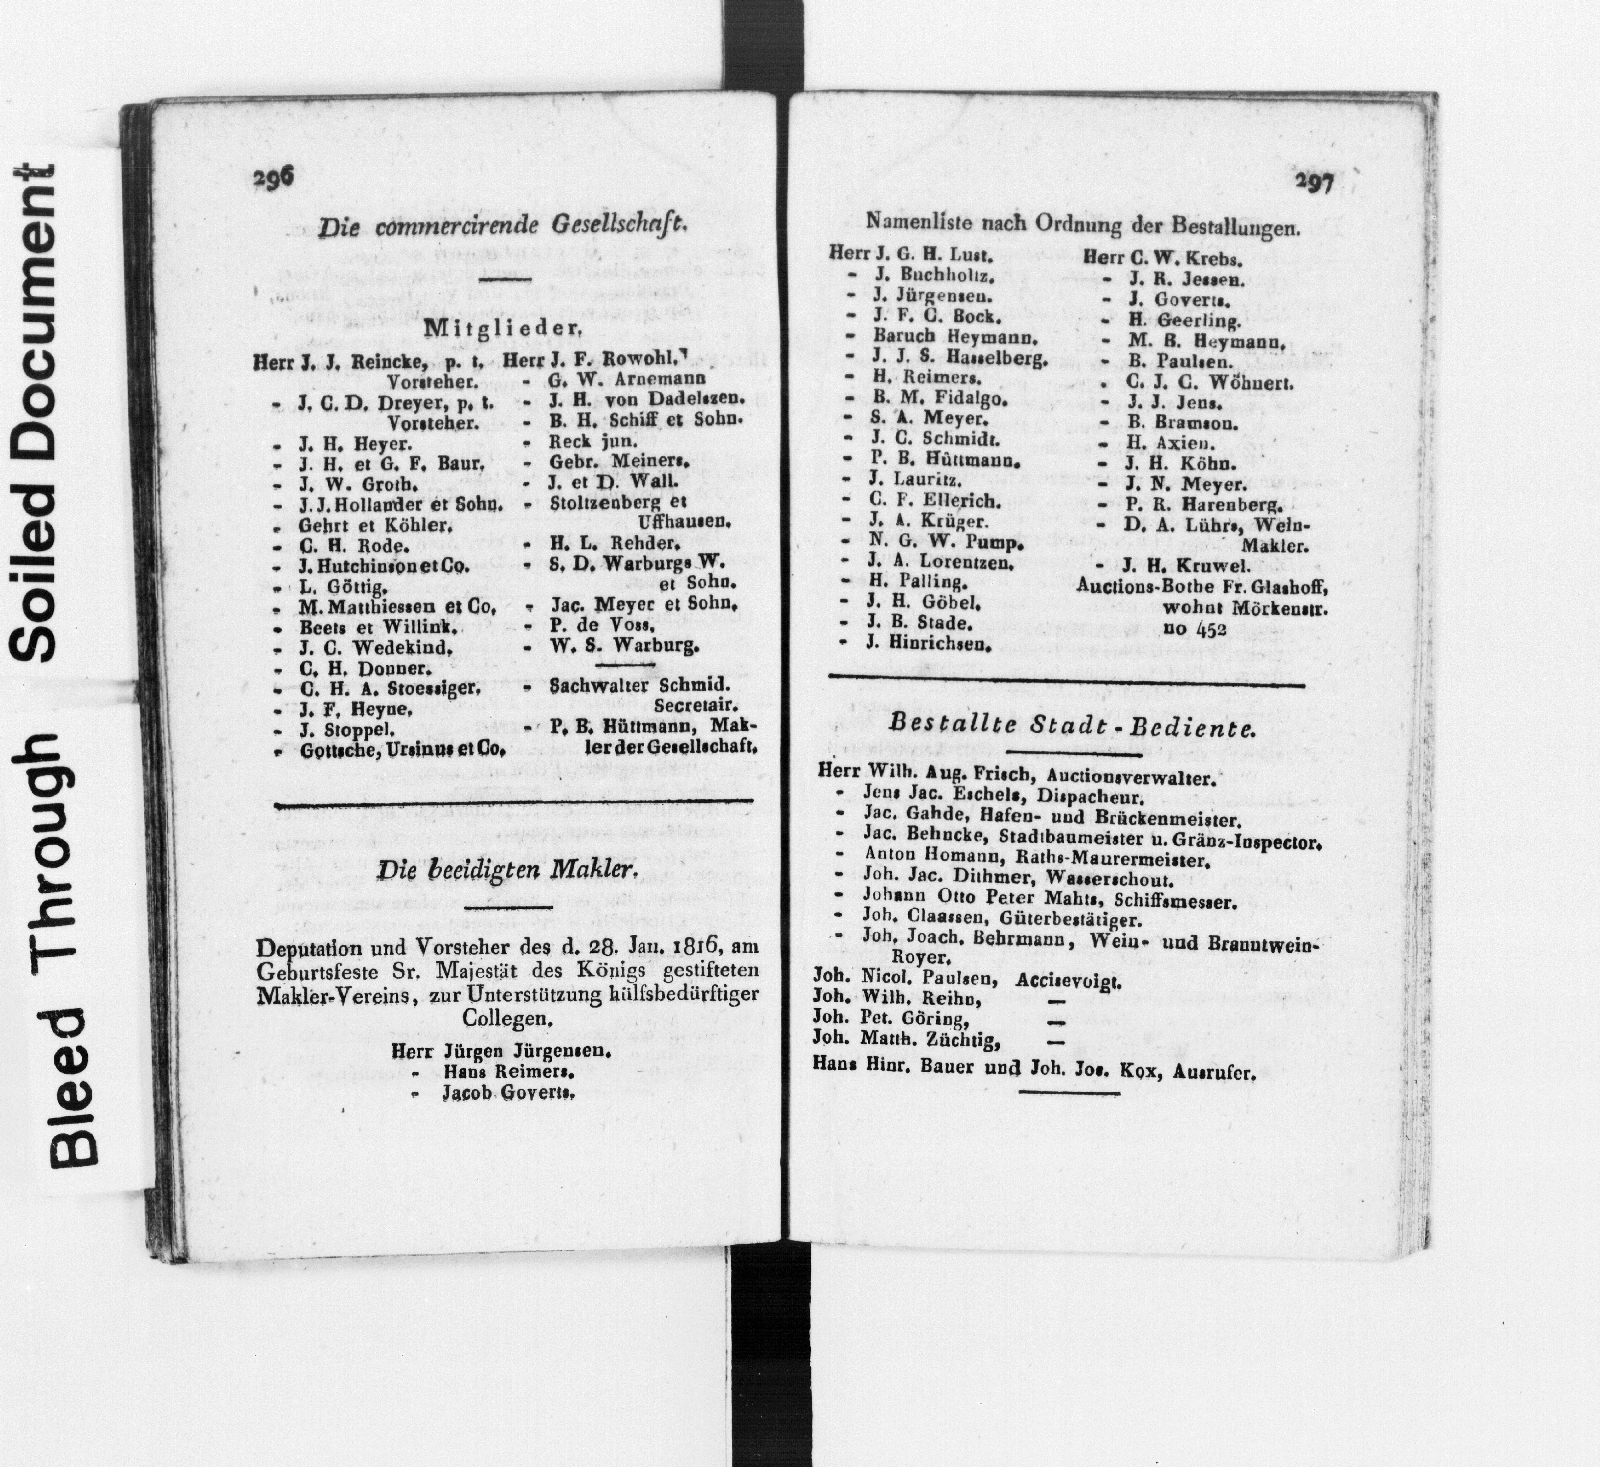 Soiled Document
Bleed Through
296
Die commercirende Gesellschaft.
Mitglieder.
Herr J. J. Reincke, p. t.
Vorsteher.
- J. C. D. Dreyer, p. t.
Vorsteher.
- J. H. Heyer.
- J. H. et G. F. Baur.
- J. W. Groth.
- J. J. Hollander et Sohn.
- Gehrt et Köhler.
- C. H. Rode.
- J. Hutchinson et Co.
- L. Göttig.
- M. Matthiessen et Co.
- Beets et Willink.
- J. C. Wedekind.
- C. H. Donner.
- C. H. A. Stoessiger.
- J. F. Heyne.
- J. Stoppel.
- Gottsche, Ursinus et Co.
Herr J. F. Rowohl.
- G. W. Arnemann
- J. H. von Dadelszen.
- B. H. Schiff et Sohn.
- Reck jun.
- Gebr. Meiners.
- J. et D. Wall.
- Stoltzenberg et
Uffhausen.
- H. L. Rehder.
- S. D. Warburgs W.
et Sohn.
- Jac. Meyer et Sohn.
- P. de Voss.
- W. S. Warburg.
- Sachwalter Schmid.
Secretair.
- P. B. Hüttmann, Mak-
ler der Gesellschaft.
Die beeidigten Makler.
Deputation und Vorsteher des d. 28. Jan. 1816, am
Geburtsfeste Sr. Majestät des Königs gestifteten
Makler-Vereins, zur Unterstützung hülfsbedürftiger
Collegen.
Herr Jürgen Jürgensen.
- Hans Reimers.
- Jacob Goverts.
297
Namenliste nach Ordnung der Bestallungen.
Herr J. G. H. Lust.
- J. Buchholtz.
- J. Jürgensen.
- J. F. C. Bock.
- Baruch Heymann.
- J. J. S. Hasselberg.
- H. Reimers.
- B. M. Fidalgo.
- S. A. Meyer.
- J. C. Schmidt.
- P. B. Hüttmann.
- J. Lauritz.
- C. F. Ellerich.
- J. A. Krüger.
- N. G. W. Pump.
- J. A. Lorentzen.
- H. Palling.
- J. H. Göbel.
- J. B. Stade.
- J. Hinrichsen.
Herr C. W. Krebs.
- J. R. Jessen.
- J. Goverts.
- H. Geerling.
- M. B. Heymann.
- B. Paulsen.
- C. J. C. Wöhnert.
- J. J. Jens.
- B. Bramson.
- H. Axien.
- J. H. Köhn.
- J. N. Meyer.
- P. R. Harenberg.
- D. A. Lührs, Wein-
Makler.
- J. H. Kruwel.
Auctions-Bothe Fr. Glashoff,
wohnt Mörkenstr.
no 452
Bestallte Stadt-Bediente.
Herr Wilh. Aug. Frisch, Auctionsverwalter.
- Jens Jac. Eschels, Dispacheur.
- Jac. Gahde, Hafen- und Brückenmeister.
- Jac. Behncke, Stadtbaumeister u. Gränz-Inspector.
- Anton Homann, Raths-Maurermeister.
- Joh. Jac. Dithmer, Wasserschout.
- Johann Otto Peter Mahts, Schiffsmesser.
- Joh. Claassen, Güterbestätiger.
- Joh. Joach. Behrmann, Wein- und Branntwein-
Royer.
Joh. Nicol. Paulsen, Accisevoigt.
Joh. Wilh. Reihn, —
Joh. Pet. Göring, —
Joh. Matth. Züchtig, —
Hans Hinr. Bauer und Joh. Jos. Kox, Ausrufer.